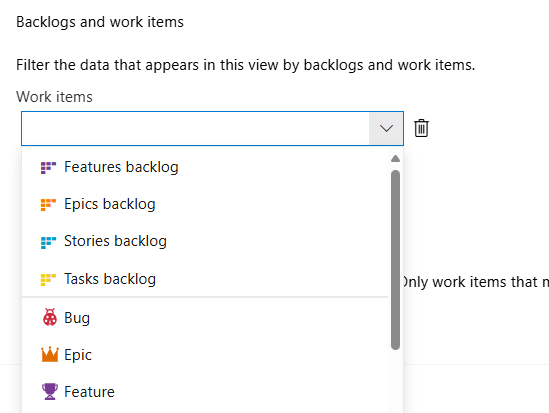 Backlogs and work items
Filter the data that appears in this view by backlogs and work items.
Work items
Features backlog
Epics backlog
Stories backlog
Tasks backlog
Only work items that
Bug
Epic
Feature